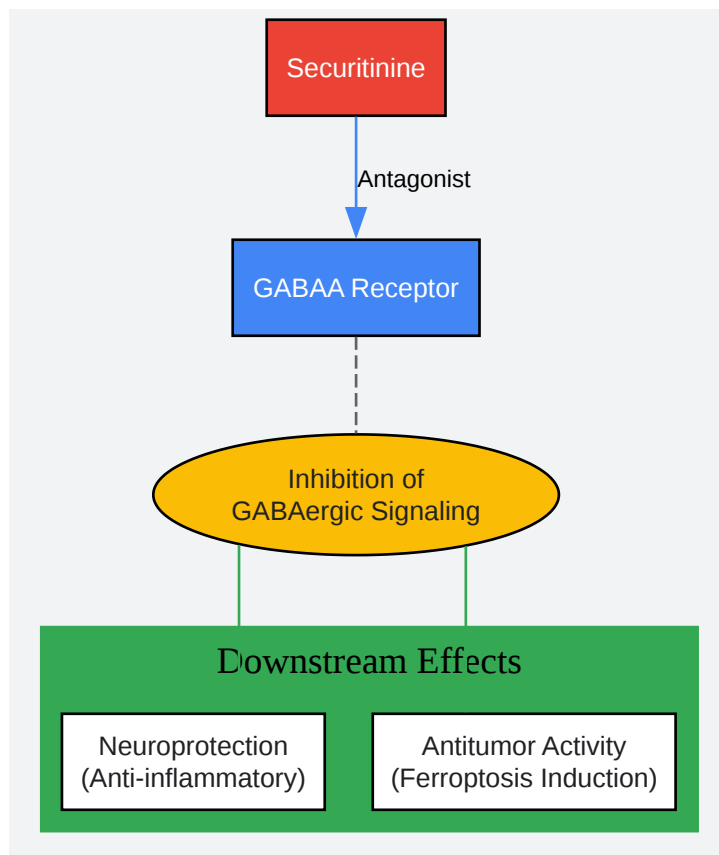 Securitinine
Antagonist
GABAA Receptor
Inhibition of
GABAergic Signaling
Downstream Effects
Neuroprotection
(Anti-inflammatory)
Antitumor Activity
(Ferroptosis Induction)